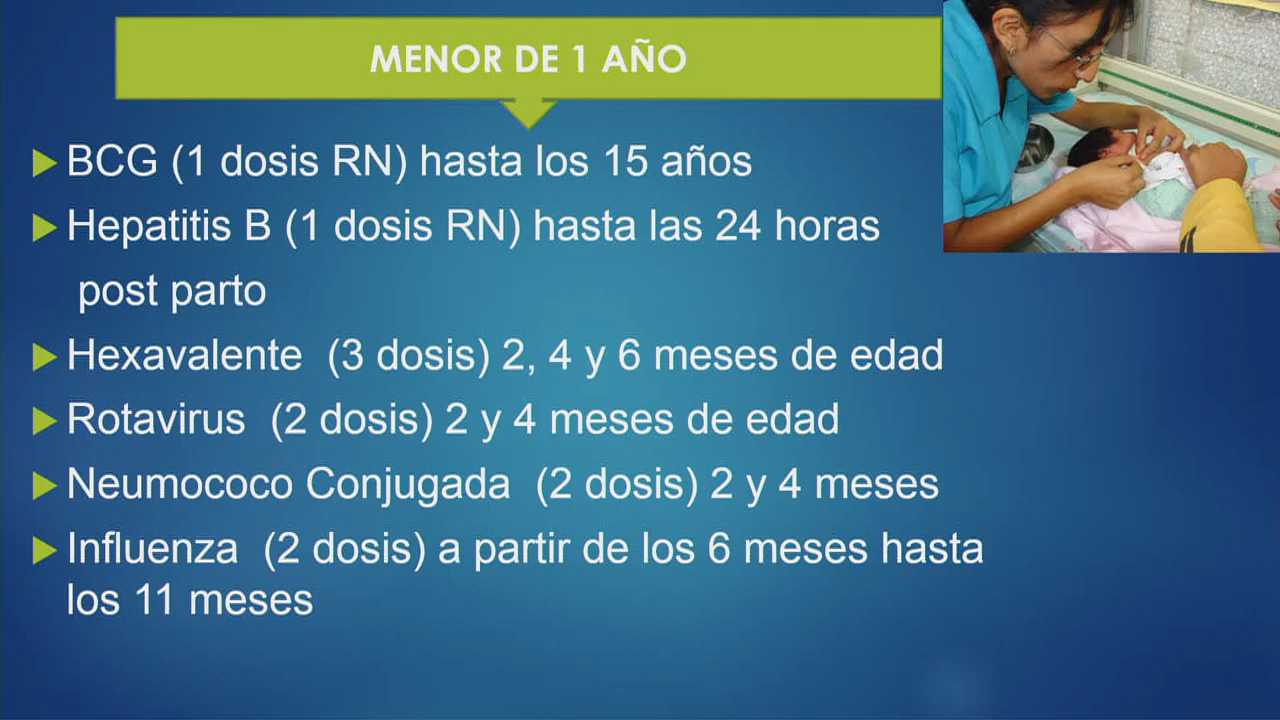 MENOR DE 1 AÑO
BCG (1 dosis RN) hasta los 15 años
Hepatitis B (1 dosis RN) hasta las 24 horas
post parto
Hexavalente (3 dosis) 2, 4 y 6 meses de edad
Rotavirus (2 dosis) 2 y 4 meses de edad
Neumococo Conjugada (2 dosis) 2 y 4 meses
Influenza (2 dosis) a partir de los 6 meses hasta
los 11 meses